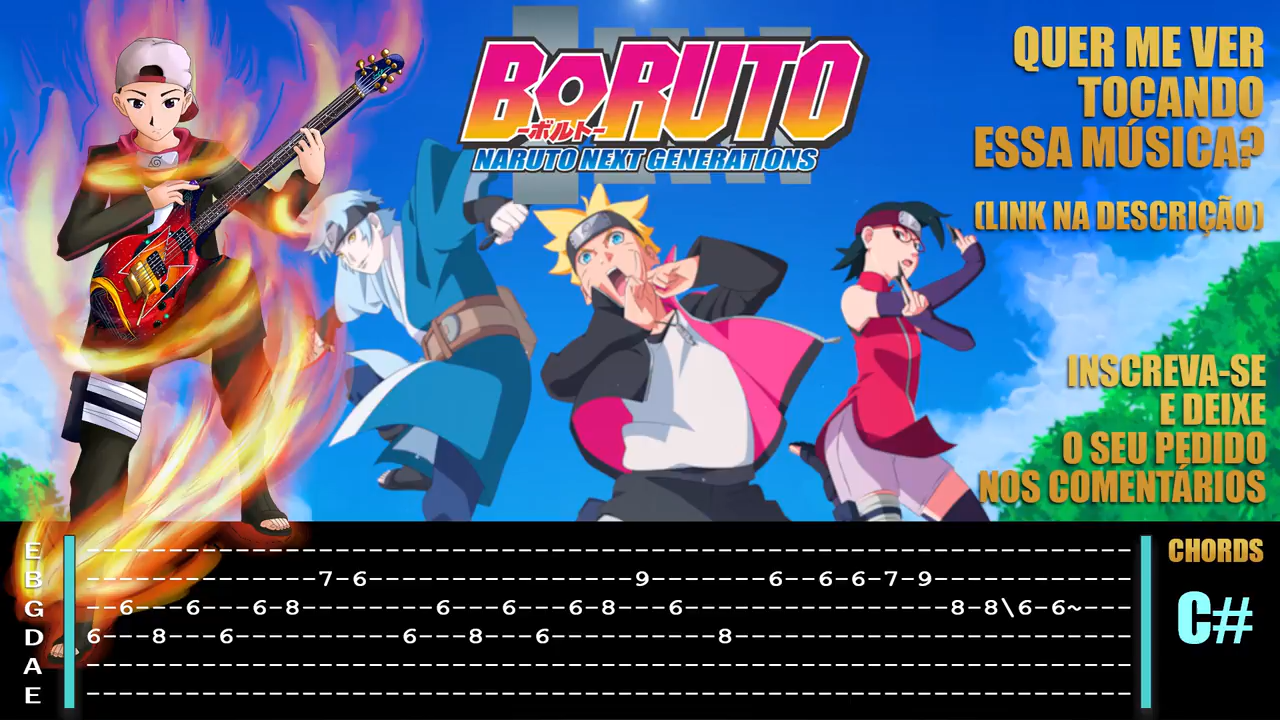 BORUTO
-ボルト-
NARUTO NEXT GENERATIONS
QUER ME VER
TOCANDO
ESSA MÚSICA?
(LINK NA DESCRIÇÃO)
INSCREVA-SE
E DEIXE
O SEU PEDIDO
NOS COMENTÁRIOS
E ---------------------------------------------------------------
B --------------7-6----------------9-------6--6-6-7-9------------
G --6---6---6-8--------6---6---6-8---6----------------8-8\6-6~---
D 6---8---6----------6---8---6----------8------------------------
A ---------------------------------------------------------------
E ---------------------------------------------------------------
CHORDS
C#